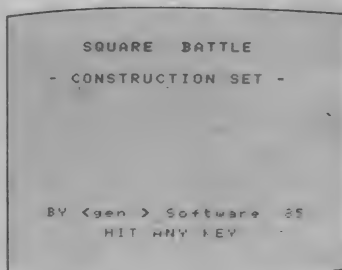 SQUARE BATTLE
- CONSTRUCTION SET -
BY <gen > Software 85
HIT ANY KEY